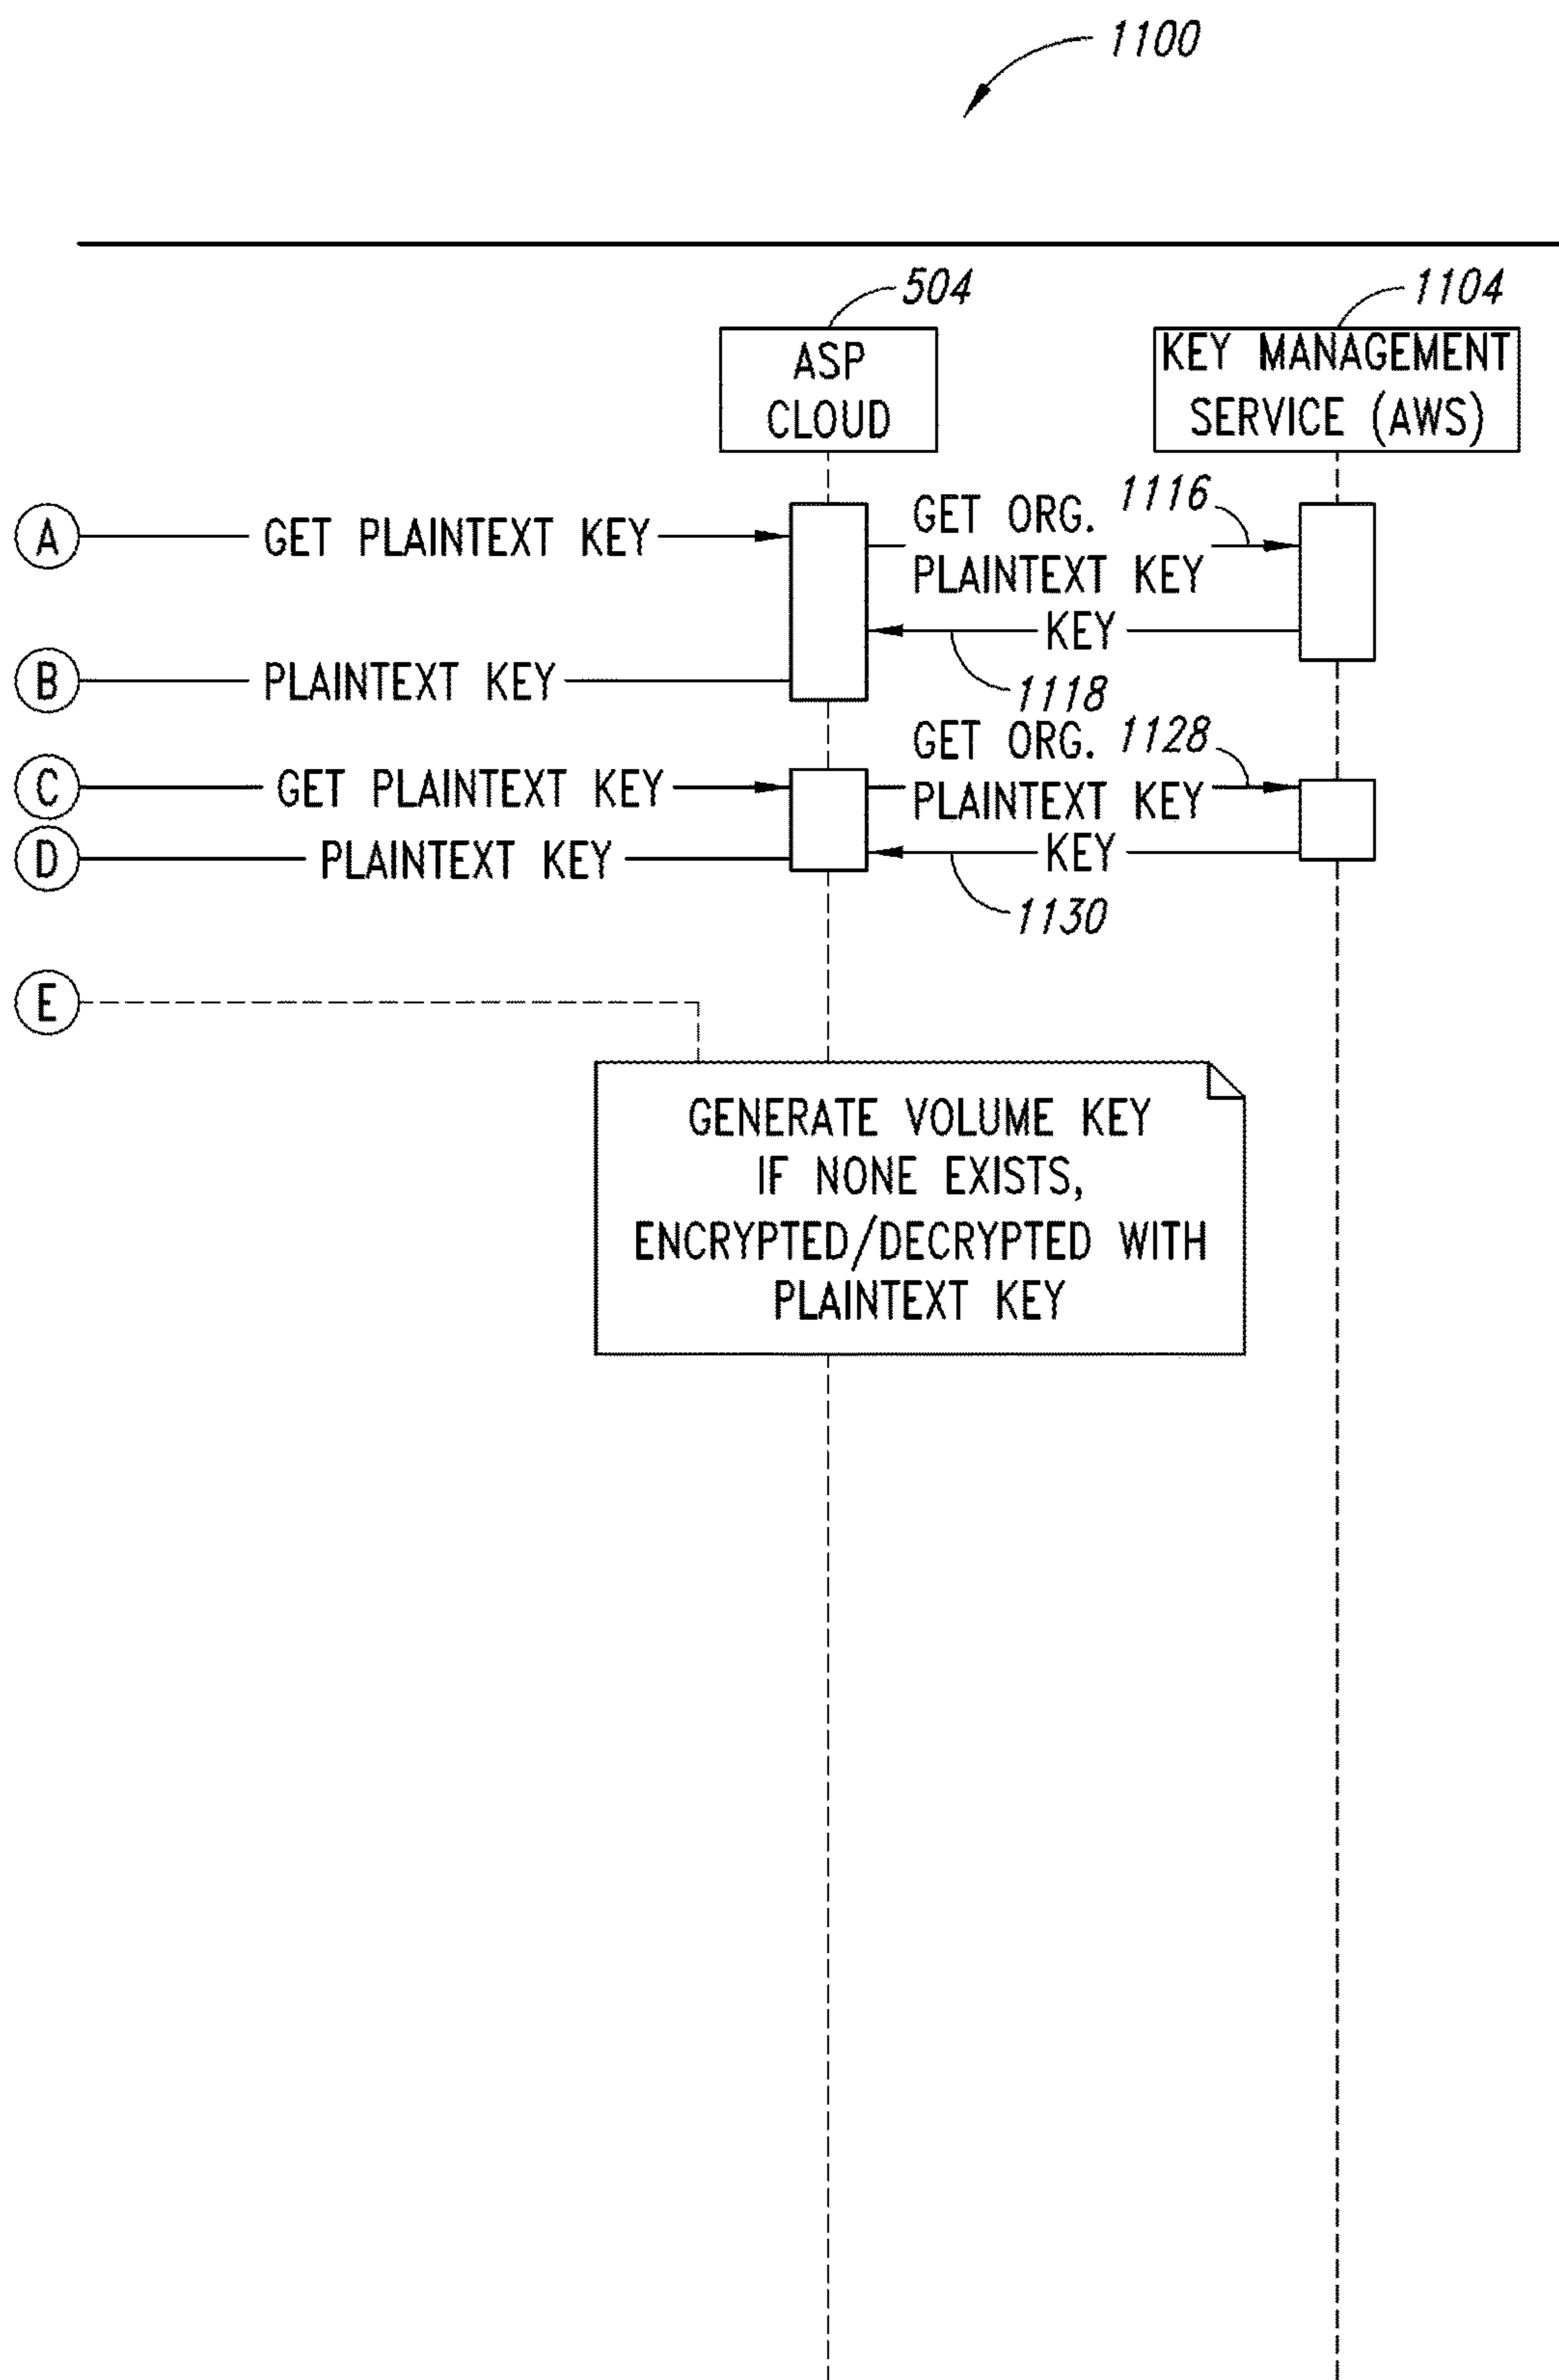 1100
504
1104
ASP
CLOUD
KEY MANAGEMENT
SERVICE (AWS)
A
GET PLAINTEXT KEY
GET ORG.
1116
PLAINTEXT KEY
KEY
B
PLAINTEXT KEY
1118
GET ORG.
1128
C
GET PLAINTEXT KEY
PLAINTEXT KEY
D
PLAINTEXT KEY
KEY
1130
E
GENERATE VOLUME KEY
IF NONE EXISTS,
ENCRYPTED/DECRYPTED WITH
PLAINTEXT KEY